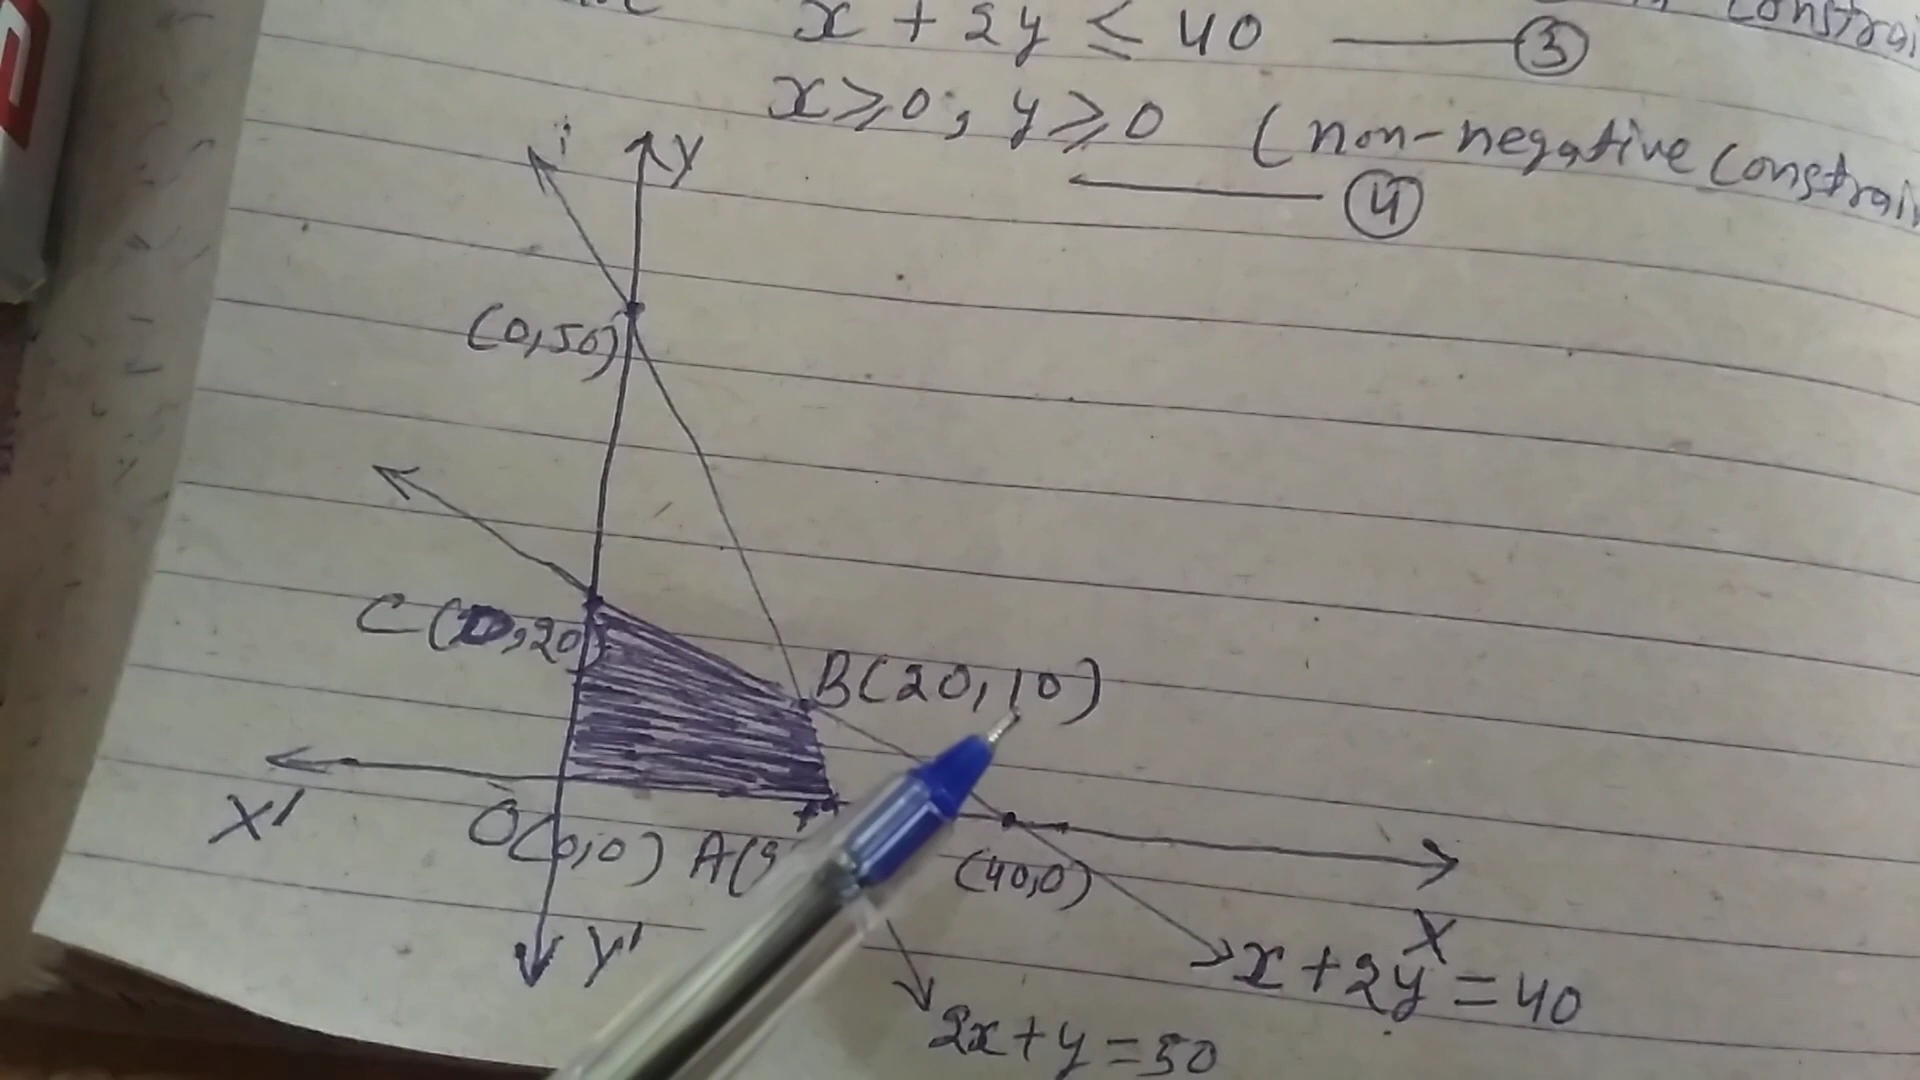 x + 2y ≤ 40 ③
x ≥ 0, y ≥ 0 (non-negative constrai
④
Y
(0,50)
C(0,20)
B(20,10)
X'
O(0,0) A(
(40,0)
X
Y'
x + 2y = 40
2x + y = 50